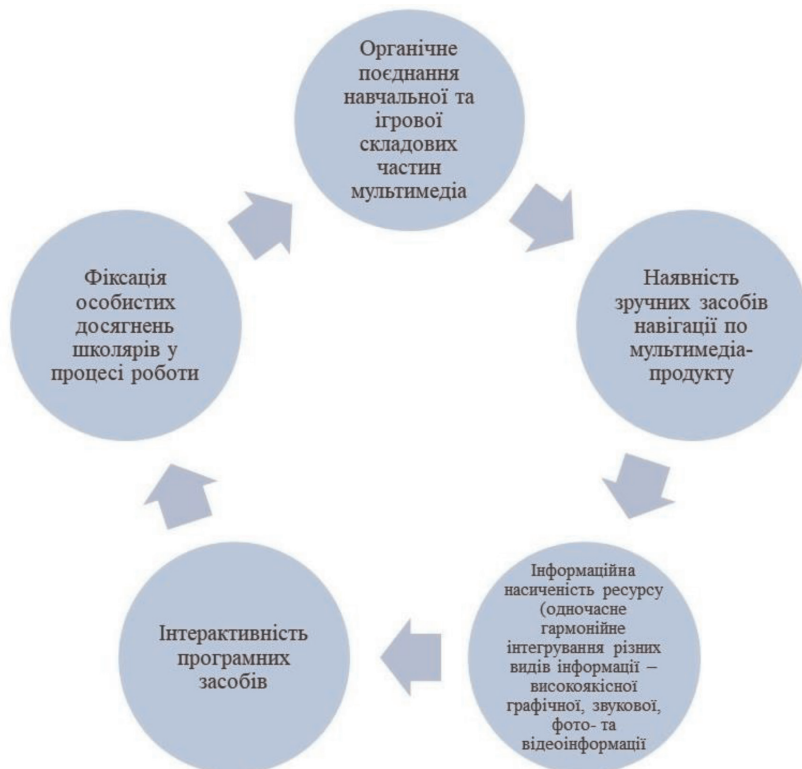 Органічне
поєднання
навчальної та
ігрової
складових
частин
мультимедіа
Наявність
зручних засобів
навігації по
мультимедіа-
продукту
Інформаційна
насиченість ресурсу
(одночасне
гармонійне
інтегрування різних
видів інформації –
високоякісної
графічної, звукової,
фото- та
відеоінформації
Інтерактивність
програмних
засобів
Фіксація
особистих
досягнень
школярів у
процесі роботи